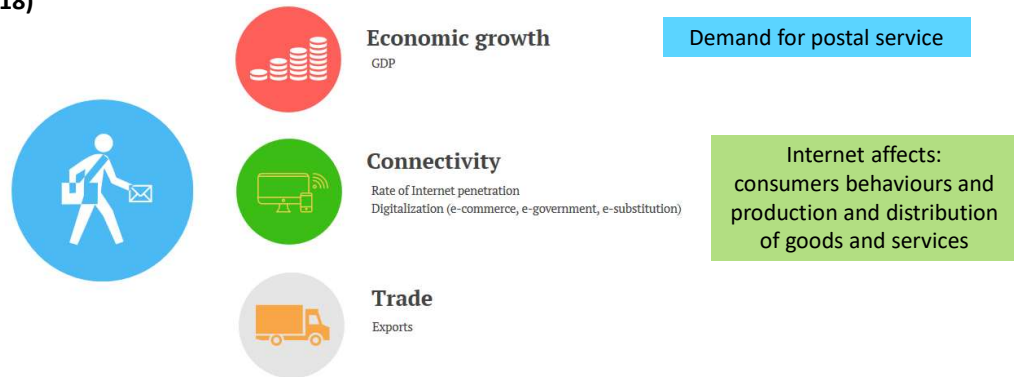 18)
Economic growth
GDP
Demand for postal service
Connectivity
Rate of Internet penetration
Digitalization (e-commerce, e-government, e-substitution)
Internet affects:
consumers behaviours and
production and distribution
of goods and services
Trade
Exports